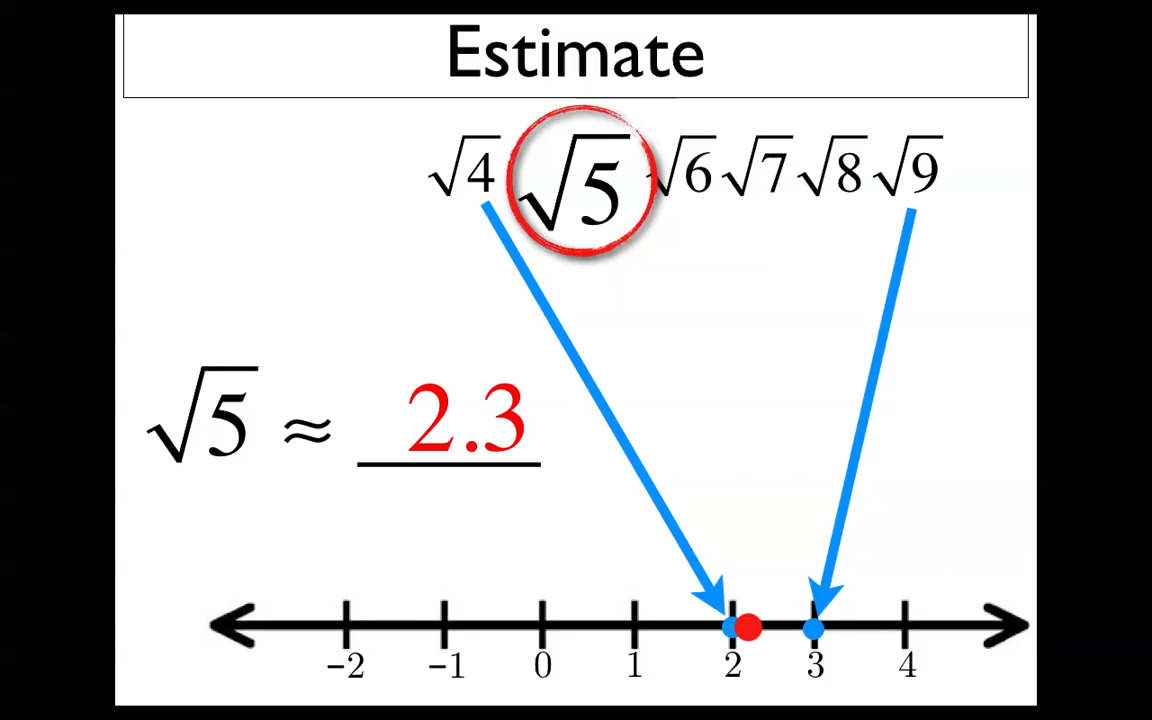 Estimate
√4 √5 √6 √7 √8 √9
√5 ≈ 2.3
−2 −1 0 1 2 3 4